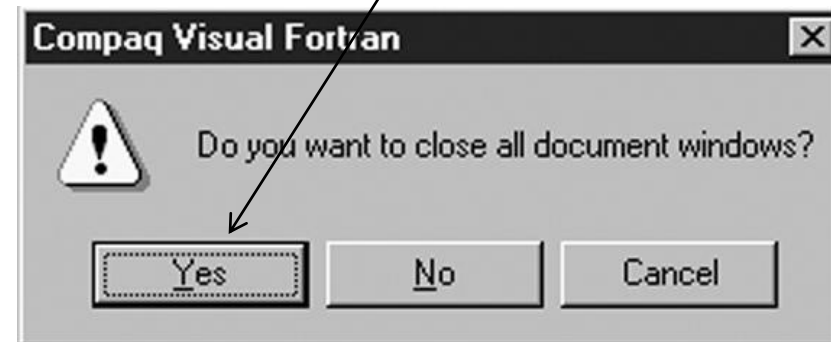 Compaq Visual Fortran
Do you want to close all document windows?
Yes No Cancel